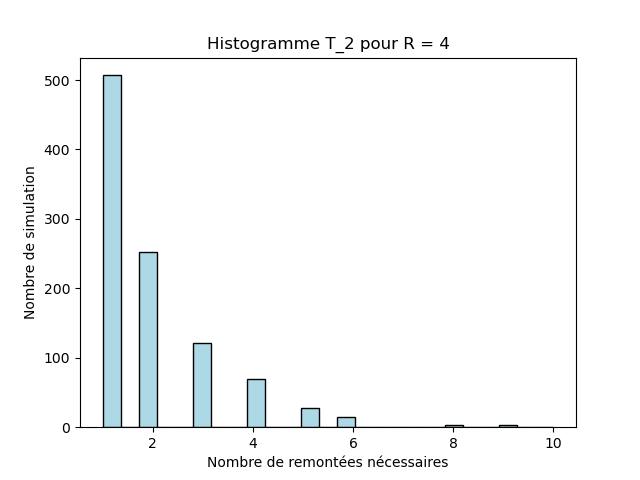 Histogramme T_2 pour R = 4
Nombre de simulation
500
400
300
200
100
0
2 4 6 8 10
Nombre de remontées nécessaires